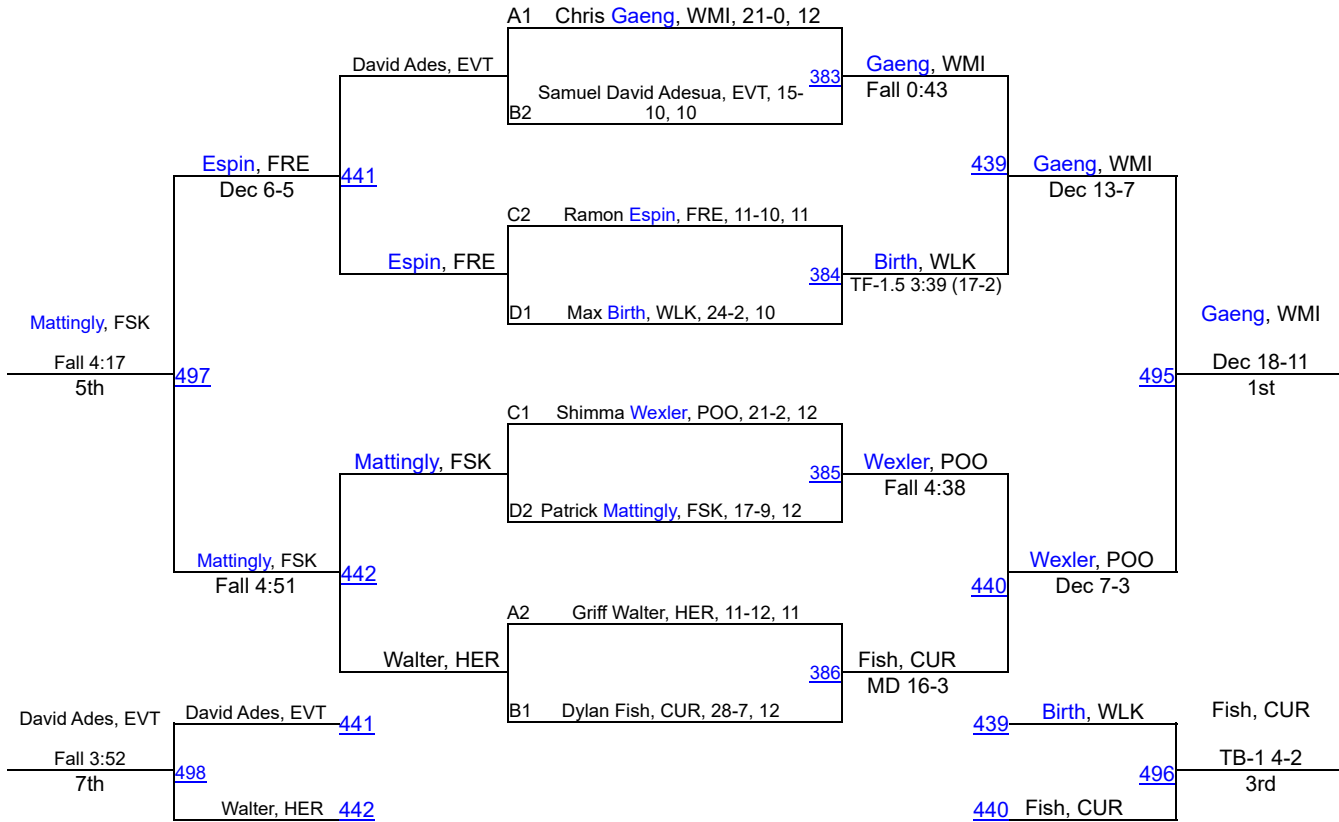 A1 Chris Gaeng, WMI, 21-0, 12
David Ades, EVT
383
Gaeng, WMI
Fall 0:43
Samuel David Adesua, EVT, 15-
B2 10, 10
Espin, FRE
Dec 6-5
441
439
Gaeng, WMI
Dec 13-7
C2 Ramon Espin, FRE, 11-10, 11
Espin, FRE
384
Birth, WLK
TF-1.5 3:39 (17-2)
D1 Max Birth, WLK, 24-2, 10
Mattingly, FSK
Fall 4:17
5th
497
495
Gaeng, WMI
Dec 18-11
1st
C1 Shimma Wexler, POO, 21-2, 12
Mattingly, FSK
385
Wexler, POO
Fall 4:38
D2 Patrick Mattingly, FSK, 17-9, 12
Mattingly, FSK
Fall 4:51
442
440
Wexler, POO
Dec 7-3
A2 Griff Walter, HER, 11-12, 11
Walter, HER
386
Fish, CUR
MD 16-3
B1 Dylan Fish, CUR, 28-7, 12
David Ades, EVT
Fall 3:52
7th
David Ades, EVT
441
498
Walter, HER
442
439
Birth, WLK
496
440
Fish, CUR
Fish, CUR
TB-1 4-2
3rd